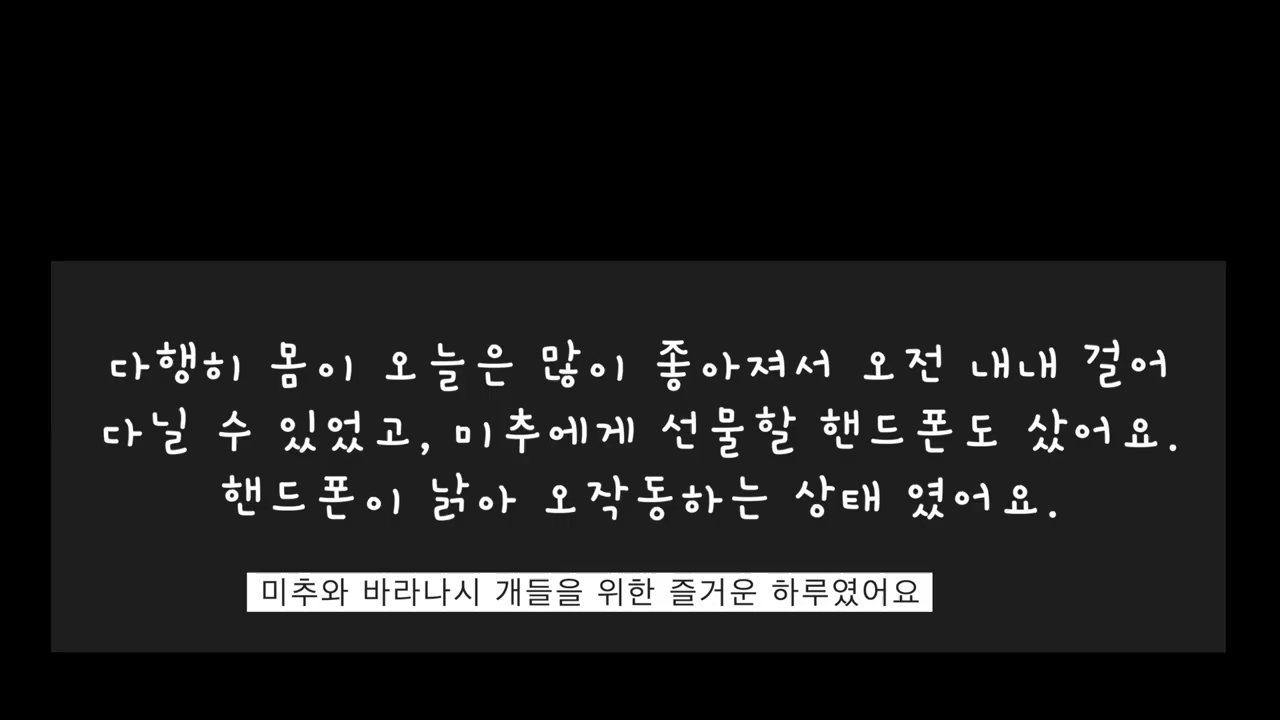 다행히 몸이 오늘은 많이 좋아져서 오전 내내 걸어
다닐 수 있었고, 미추에게 선물할 핸드폰도 샀어요.
핸드폰이 낡아 오작동하는 상태 였어요.
미추와 바라나시 개들을 위한 즐거운 하루였어요